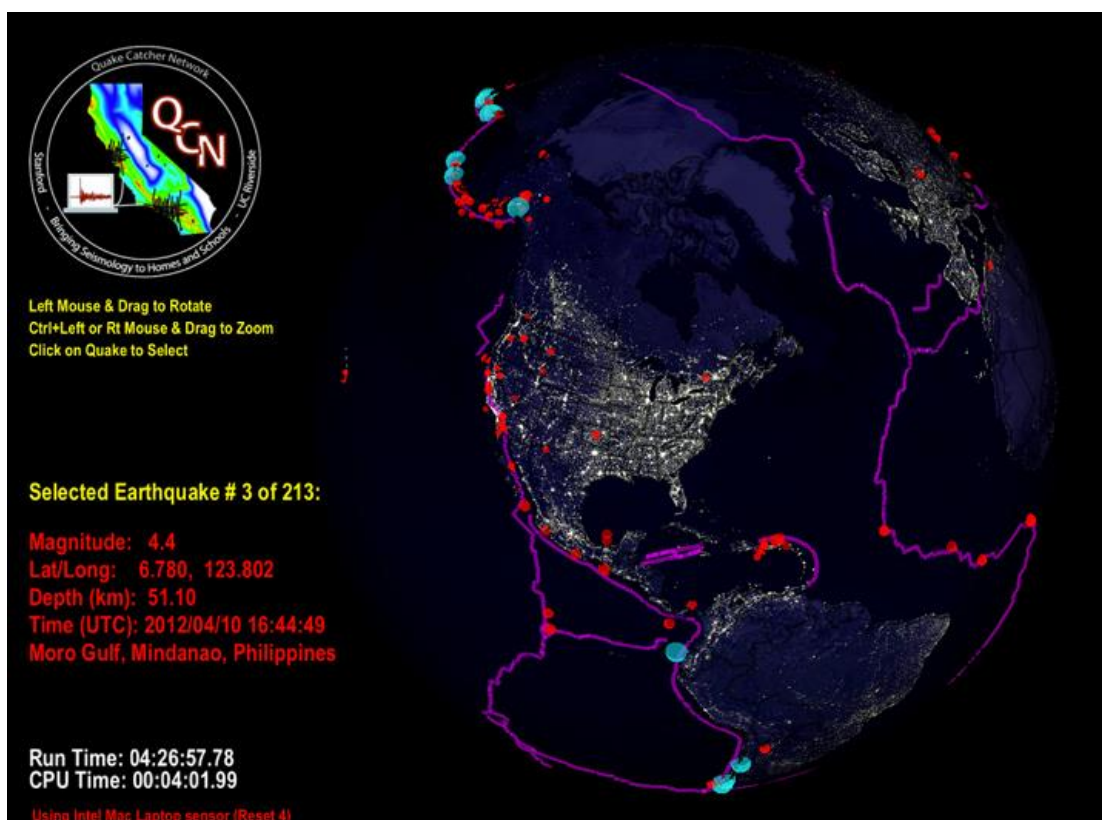 Quake Catcher Network
QCN
Stanford - Bringing Seismology to Homes and Schools - UC Riverside
Left Mouse & Drag to Rotate
Ctrl+Left or Rt Mouse & Drag to Zoom
Click on Quake to Select
Selected Earthquake # 3 of 213:
Magnitude: 4.4
Lat/Long: 6.780, 123.802
Depth (km): 51.10
Time (UTC): 2012/04/10 16:44:49
Moro Gulf, Mindanao, Philippines
Run Time: 04:26:57.78
CPU Time: 00:04:01.99
Using Intel Mac Laptop sensor (Reset 4)